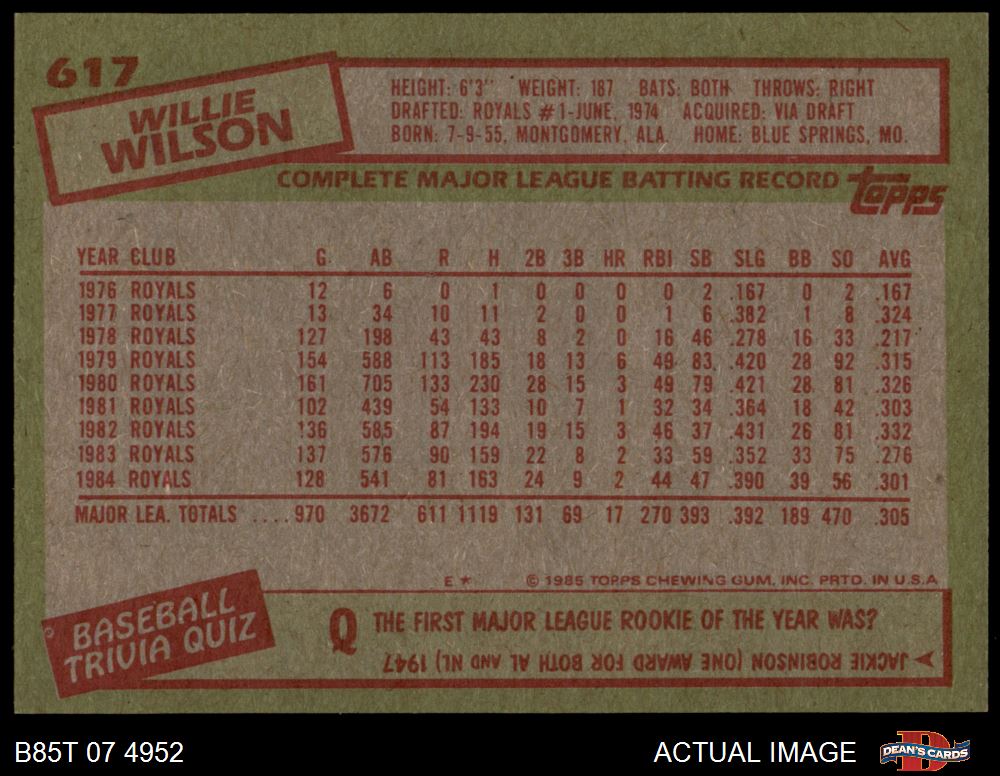 617
WILLIE
WILSON
HEIGHT: 6'3" WEIGHT: 187 BATS: BOTH THROWS: RIGHT
DRAFTED: ROYALS #1-JUNE, 1974 ACQUIRED: VIA DRAFT
BORN: 7-9-55, MONTGOMERY, ALA. HOME: BLUE SPRINGS, MO.
COMPLETE MAJOR LEAGUE BATTING RECORD topps
YEAR CLUB G AB R H 2B 3B HR RBI SB SLG BB SO AVG
1976 ROYALS 12 6 0 1 0 0 0 0 2 .167 0 2 .167
1977 ROYALS 13 34 10 11 2 0 0 1 6 .382 1 8 .324
1978 ROYALS 127 198 43 43 8 2 0 16 46 .278 16 33 .217
1979 ROYALS 154 588 113 185 18 13 6 49 83 .420 28 92 .315
1980 ROYALS 161 705 133 230 28 15 3 49 79 .421 28 81 .326
1981 ROYALS 102 439 54 133 10 7 1 32 34 .364 18 42 .303
1982 ROYALS 136 585 87 194 19 15 3 46 37 .431 26 81 .332
1983 ROYALS 137 576 90 159 22 8 2 33 59 .352 33 75 .276
1984 ROYALS 128 541 81 163 24 9 2 44 47 .390 39 56 .301
MAJOR LEA. TOTALS ....970 3672 611 1119 131 69 17 270 393 .392 189 470 .305
E★ © 1985 TOPPS CHEWING GUM, INC. PRTD. IN U.S.A
BASEBALL
TRIVIA QUIZ
Q THE FIRST MAJOR LEAGUE ROOKIE OF THE YEAR WAS?
JACKIE ROBINSON (ONE AWARD FOR BOTH AL AND NL) 1947
B85T 07 4952
ACTUAL IMAGE
D
DEAN'S CARDS